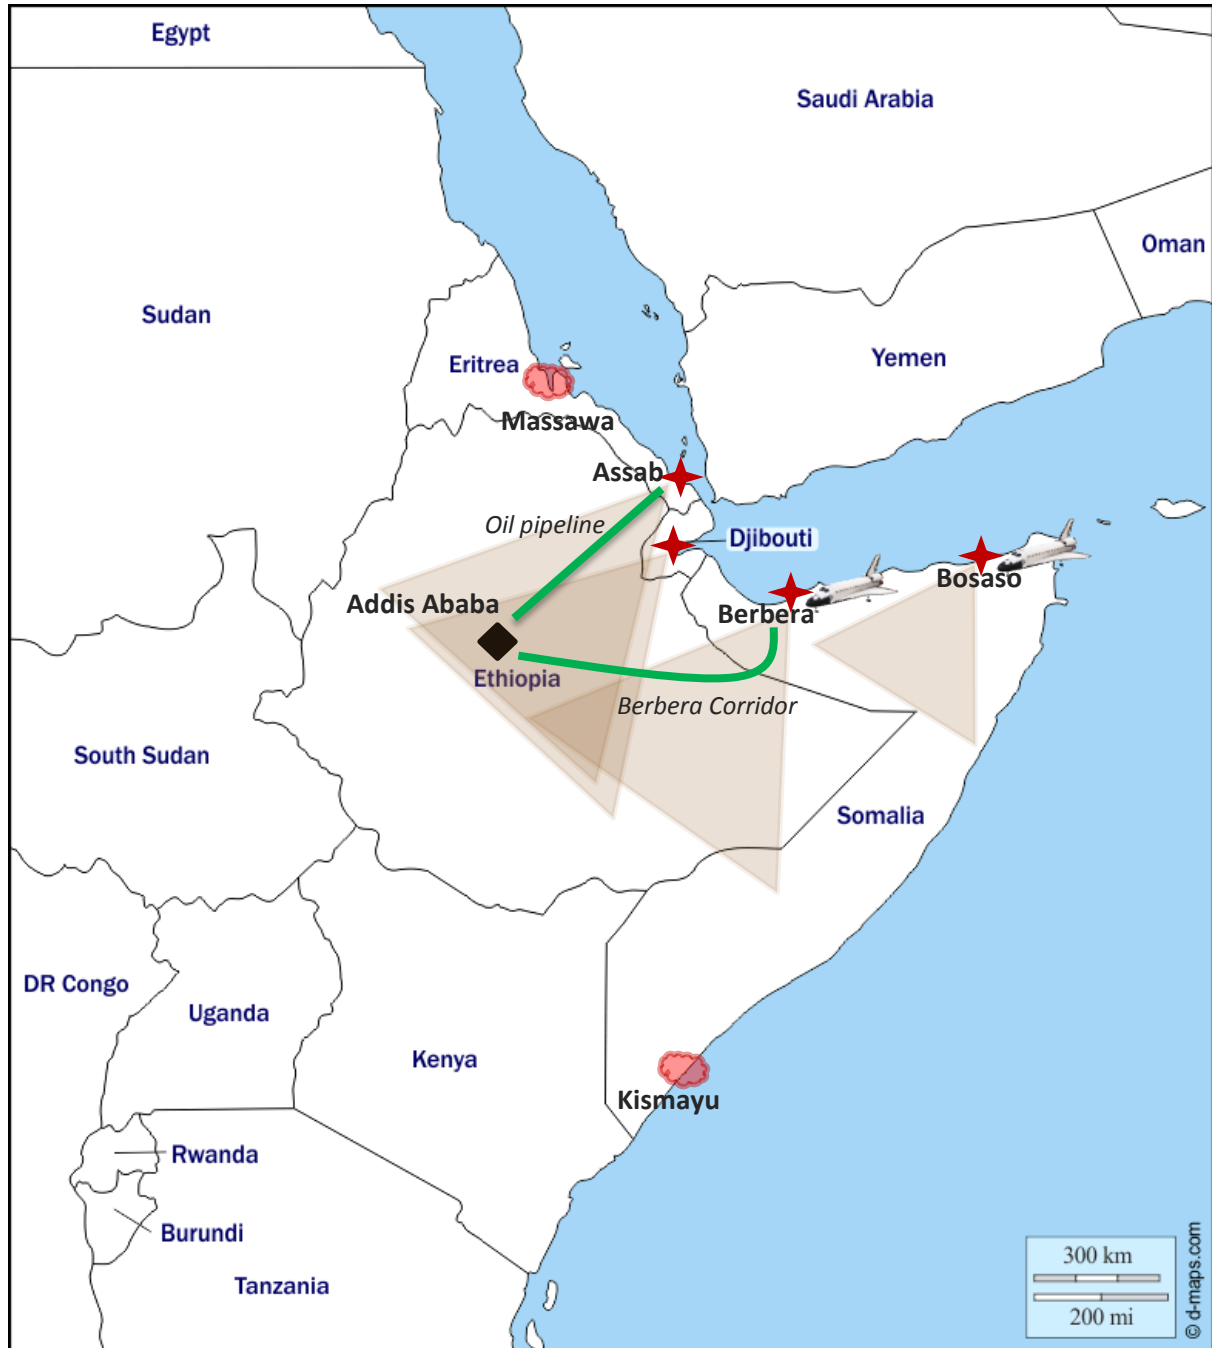 Egypt
Saudi Arabia
Oman
Sudan
Yemen
Eritrea
Massawa
Assab
Oil pipeline
Djibouti
Bosaso
Addis Ababa
Berbera
Ethiopia
Berbera Corridor
South Sudan
Somalia
DR Congo
Uganda
Kenya
Kismayu
Rwanda
Burundi
Tanzania
300 km
200 mi
© d-maps.com